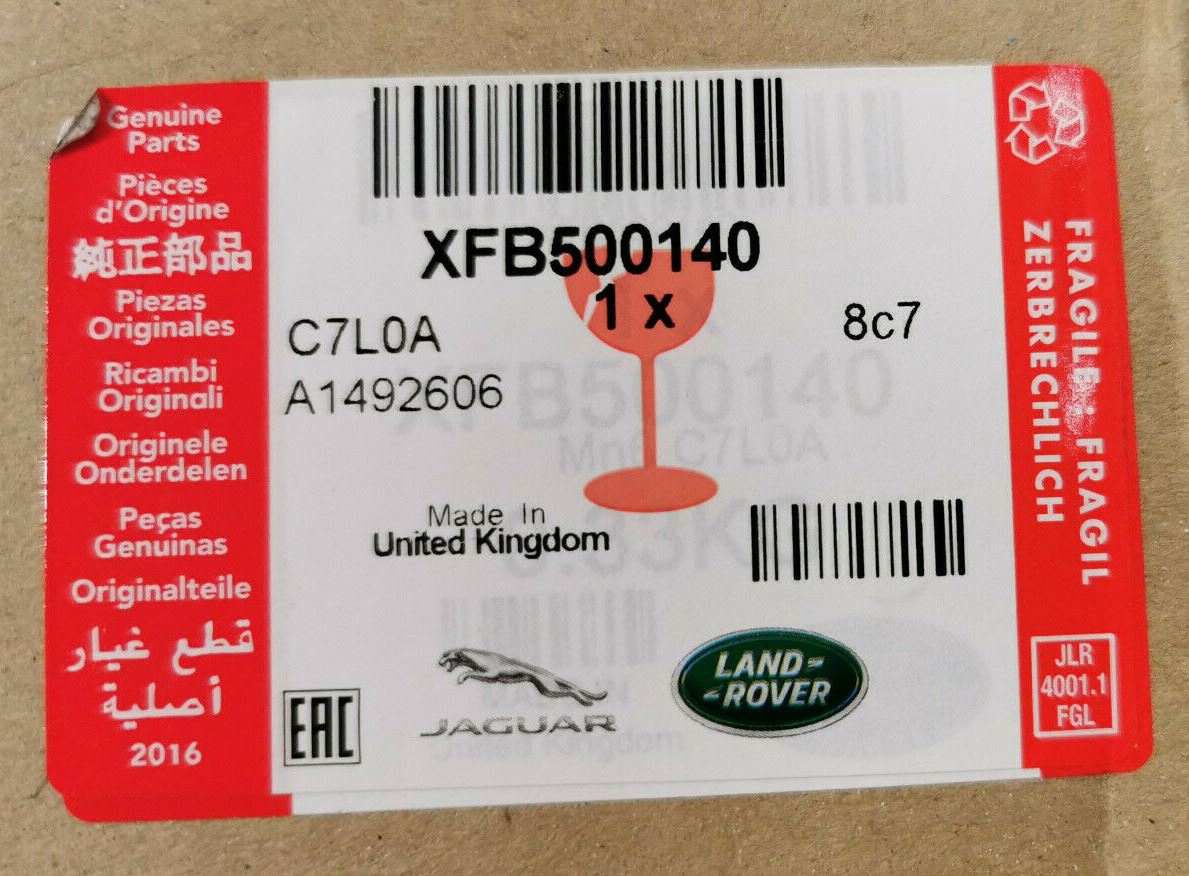 Genuine
Parts
Pièces
d'Origine
純正部品
Piezas
Originales
Ricambi
Originali
Originele
Onderdelen
Peças
Genuinas
Originalteile
قطع غيار
أصلية
2016
XFB500140
1 x
C7L0A
8c7
A1492606
XFB500140
C7L0A
Made In
United Kingdom
EAC
JAGUAR
LAND-
-ROVER
United Kingdom
FRAGILE: FRAGIL
ZERBRECHLICH
JLR
4001.1
FGL